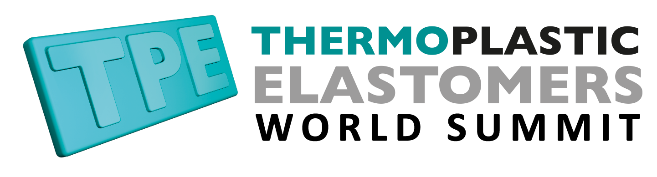 TPE
THERMOPLASTIC
ELASTOMERS
WORLD SUMMIT